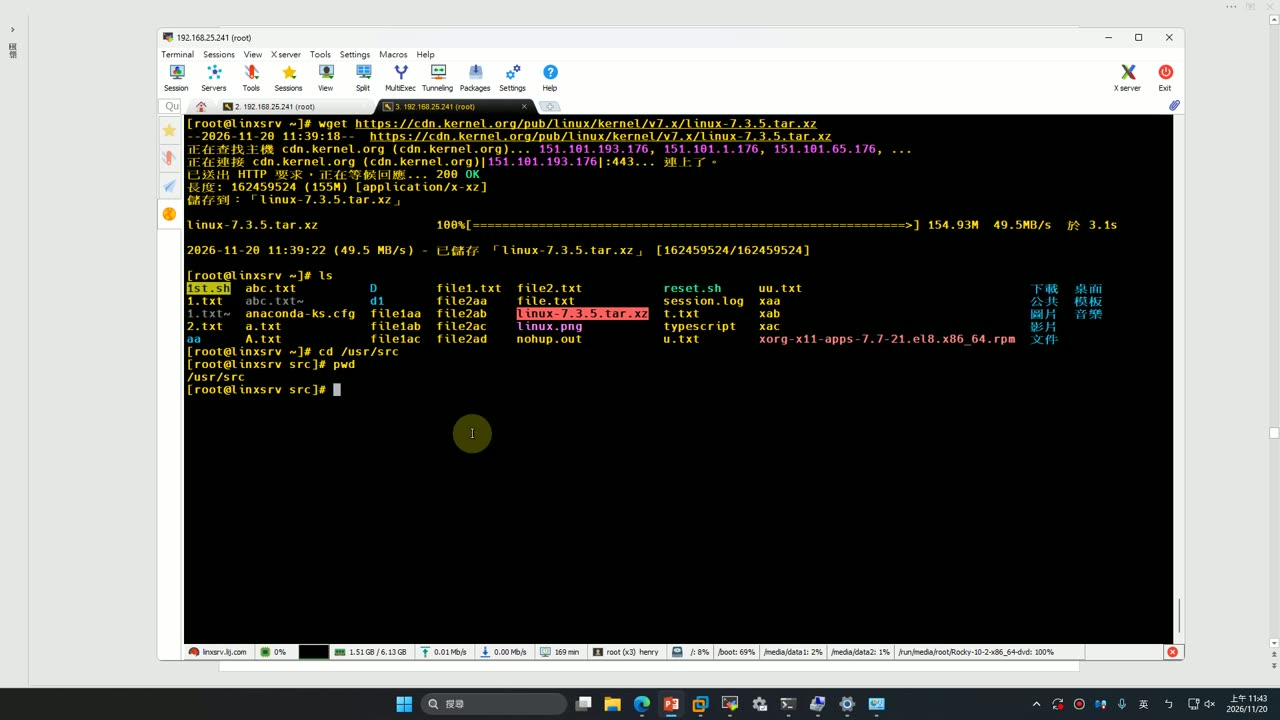 192.168.25.241 (root)
Terminal Sessions View X server Tools Settings Macros Help
Session Servers Tools Sessions View Split MultiExec Tunneling Packages Settings Help X server Exit
Qu 2. 192.168.25.241 (root) 3. 192.168.25.241 (root)
[root@linxsrv ~]# wget https://cdn.kernel.org/pub/linux/kernel/v7.x/linux-7.3.5.tar.xz
--2026-11-20 11:39:18-- https://cdn.kernel.org/pub/linux/kernel/v7.x/linux-7.3.5.tar.xz
正在查找主機 cdn.kernel.org (cdn.kernel.org)... 151.101.193.176, 151.101.1.176, 151.101.65.176, ...
正在連接 cdn.kernel.org (cdn.kernel.org)|151.101.193.176|:443... 連上了。
已送出 HTTP 要求,正在等候回應... 200 OK
長度: 162459524 (155M) [application/x-xz]
儲存到:「linux-7.3.5.tar.xz」
linux-7.3.5.tar.xz 100%[===========================================================>] 154.93M 49.5MB/s 於 3.1s
2026-11-20 11:39:22 (49.5 MB/s) - 已儲存 「linux-7.3.5.tar.xz」 [162459524/162459524]
[root@linxsrv ~]# ls
1st.sh abc.txt D file1.txt file2.txt reset.sh uu.txt 下載 桌面
1.txt abc.txt~ d1 file2aa file.txt session.log xaa 公共 模板
1.txt~ anaconda-ks.cfg file1aa file2ab linux-7.3.5.tar.xz t.txt xab 圖片 音樂
2.txt a.txt file1ab file2ac linux.png typescript xac 影片
aa A.txt file1ac file2ad nohup.out u.txt xorg-x11-apps-7.7-21.el8.x86_64.rpm 文件
[root@linxsrv ~]# cd /usr/src
[root@linxsrv src]# pwd
/usr/src
[root@linxsrv src]#
linxsrv.lij.com 0% 1.51 GB / 6.13 GB 0.01 Mb/s 0.00 Mb/s 169 min root (x3) henry /: 8% /boot: 69% /media/data1: 2% /media/data2: 1% /run/media/root/Rocky-10-2-x86_64-dvd: 100%
搜尋 英 上午 11:43
2026/11/20